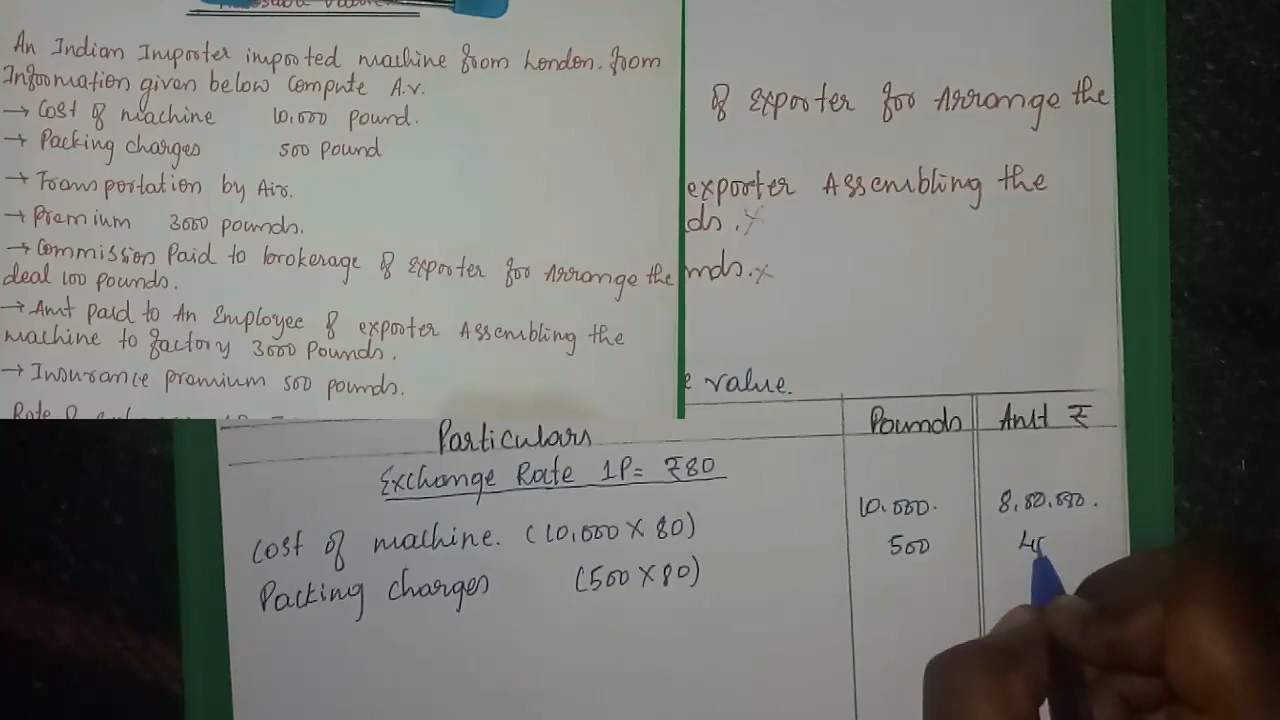 An Indian Importer imported machine from London. from
Information given below compute A.V.
→ Cost of machine 10,000 pound.
→ Packing charges 500 pound
→ Transportation by Air.
→ Premium 3000 pounds.
→ Commission Paid to brokerage of exporter for Arrange the
deal 100 pounds.
→ Amt paid to An Employee of exporter Assembling the
machine to factory 3000 Pounds.
→ Insurance premium 500 pounds.
of Exporter for Arrange the
exporter Assembling the
ds. x
nds. x
e value.
Particulars Pounds Amt ₹
Exchange Rate 1P= ₹80
Cost of machine. (10,000 X 80) 10,000. 8,00,000.
Packing charges (500 X 80) 500 40